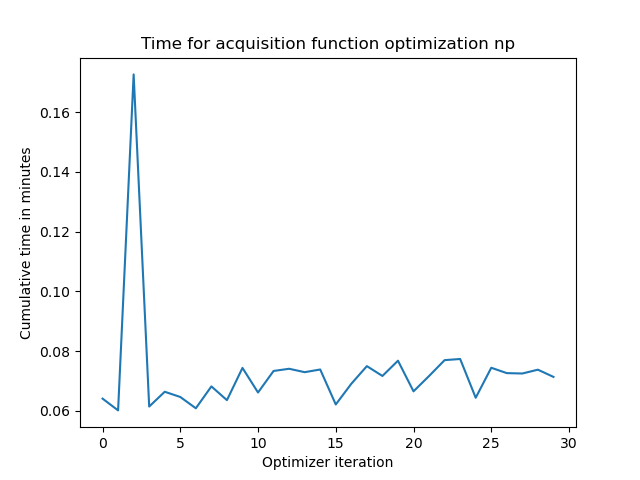 Time for acquisition function optimization np
Cumulative time in minutes
0.16
0.14
0.12
0.10
0.08
0.06
0 5 10 15 20 25 30
Optimizer iteration